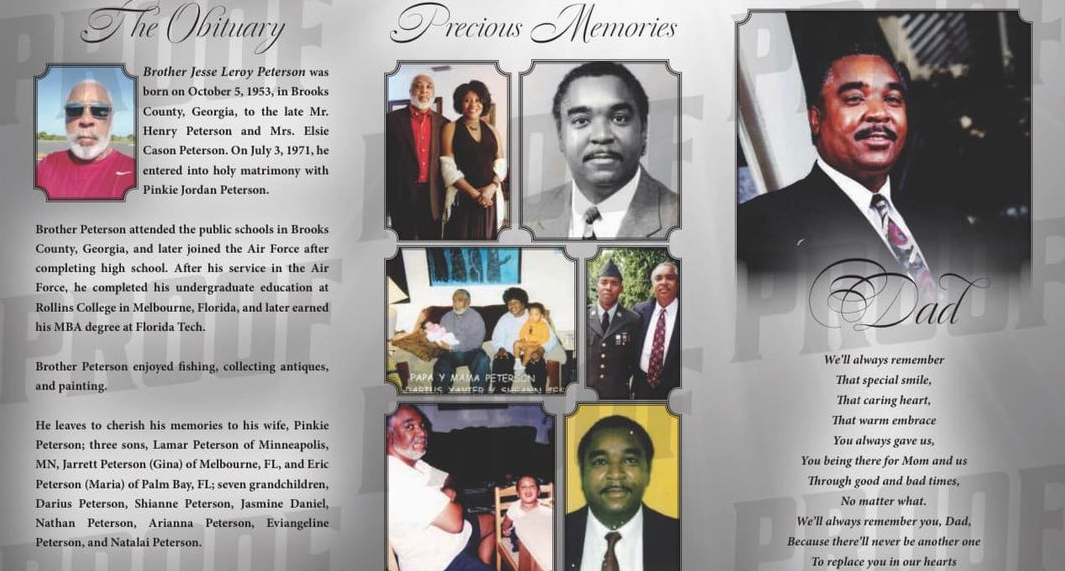 The Obituary
Brother Jesse Leroy Peterson was
born on October 5, 1953, in Brooks
County, Georgia, to the late Mr.
Henry Peterson and Mrs. Elsie
Cason Peterson. On July 3, 1971, he
entered into holy matrimony with
Pinkie Jordan Peterson.
Brother Peterson attended the public schools in Brooks
County, Georgia, and later joined the Air Force after
completing high school. After his service in the Air
Force, he completed his undergraduate education at
Rollins College in Melbourne, Florida, and later earned
his MBA degree at Florida Tech.
Brother Peterson enjoyed fishing, collecting antiques,
and painting.
He leaves to cherish his memories to his wife, Pinkie
Peterson; three sons, Lamar Peterson of Minneapolis,
MN, Jarrett Peterson (Gina) of Melbourne, FL, and Eric
Peterson (Maria) of Palm Bay, FL; seven grandchildren,
Darius Peterson, Shianne Peterson, Jasmine Daniel,
Nathan Peterson, Arianna Peterson, Eviangeline
Peterson, and Natalai Peterson.
Precious Memories
PAPA Y MAMA PETERSON
DARIUS XAVIER Y
Dad
We'll always remember
That special smile,
That caring heart,
That warm embrace
You always gave us,
You being there for Mom and us
Through good and bad times,
No matter what.
We'll always remember you, Dad,
Because there'll never be another one
To replace you in our hearts
PROOF
PROOF
PROOF
PROOF
PROOF
PROOF